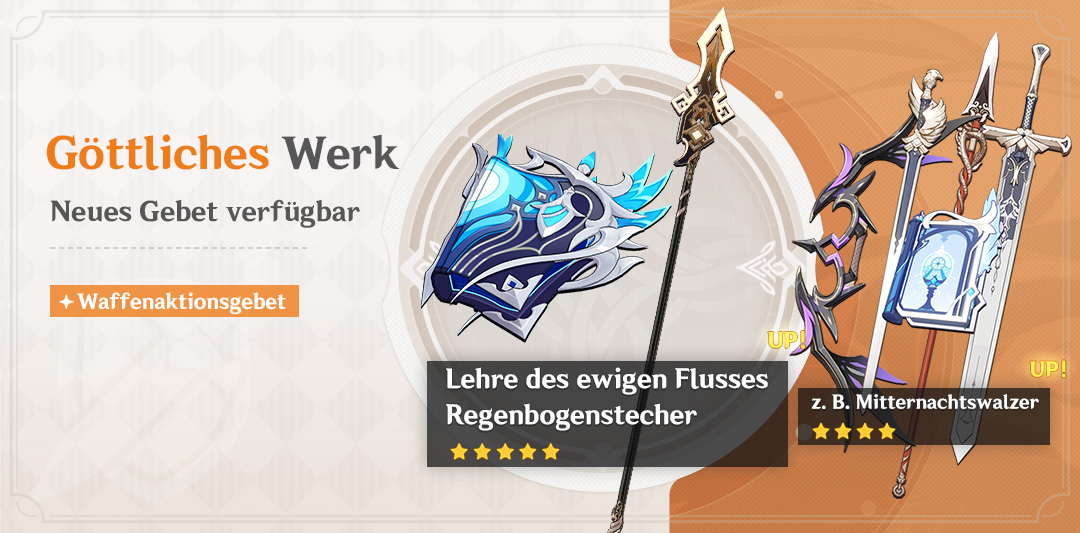 Göttliches Werk
Neues Gebet verfügbar
Waffenaktionsgebet
UP!
Lehre des ewigen Flusses
Regenbogenstecher
UP!
z. B. Mitternachtswalzer